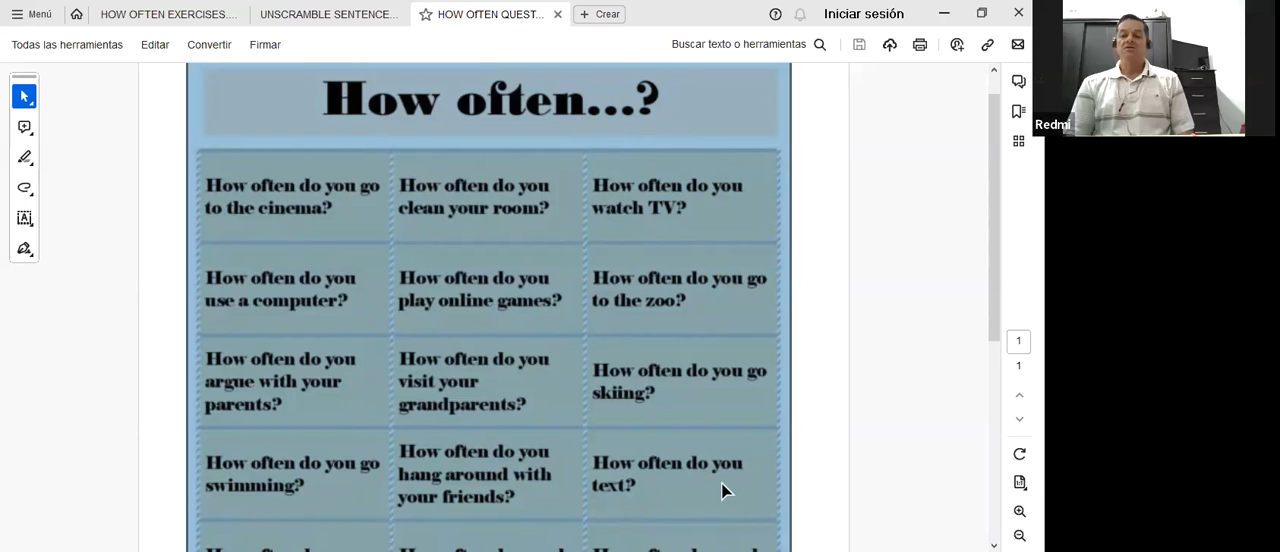 Menú
HOW OFTEN EXERCISES....
UNSCRAMBLE SENTENCE...
HOW OfTEN QUEST...
Crear
Iniciar sesión
Todas las herramientas
Editar
Convertir
Firmar
Buscar texto o herramientas
Redmi
How often...?
How often do you go
to the cinema?
How often do you
clean your room?
How often do you
watch TV?
How often do you
use a computer?
How often do you
play online games?
How often do you go
to the zoo?
How often do you
argue with your
parents?
How often do you
visit your
grandparents?
How often do you go
skiing?
How often do you go
swimming?
How often do you
hang around with
your friends?
How often do you
text?
1
1